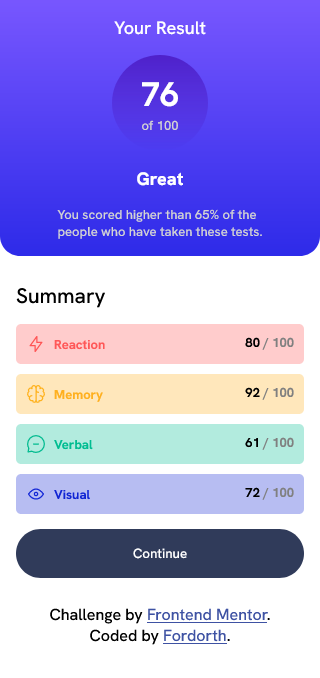 Your Result
76
of 100
Great
You scored higher than 65% of the
people who have taken these tests.
Summary
Reaction 80 / 100
Memory 92 / 100
Verbal 61 / 100
Visual 72 / 100
Continue
Challenge by Frontend Mentor.
Coded by Fordorth.